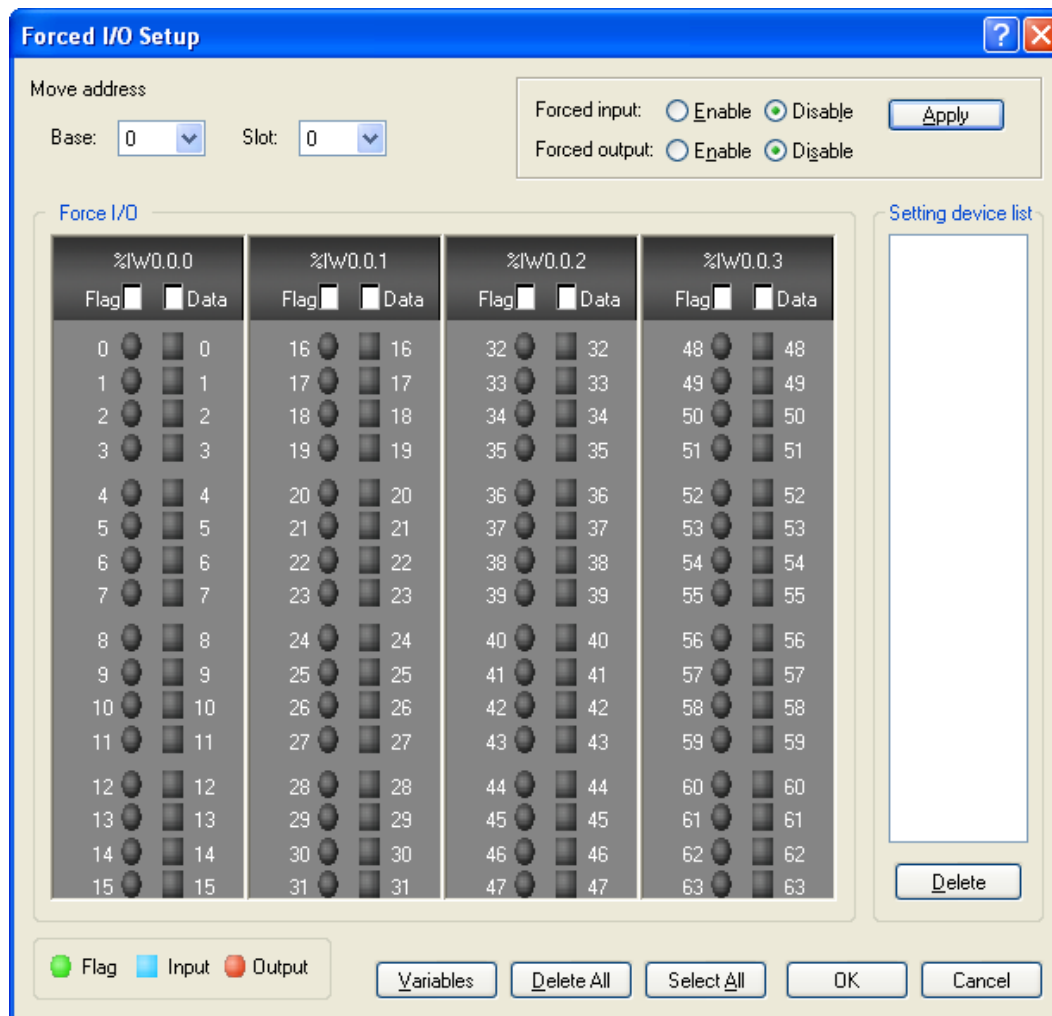 Forced I/O Setup
Move address
Base: 0 Slot: 0
Forced input: Enable Disable Apply
Forced output: Enable Disable
Force I/O
Setting device list
%IW0.0.0 %IW0.0.1 %IW0.0.2 %IW0.0.3
Flag Data Flag Data Flag Data Flag Data
0 0 16 16 32 32 48 48
1 1 17 17 33 33 49 49
2 2 18 18 34 34 50 50
3 3 19 19 35 35 51 51
4 4 20 20 36 36 52 52
5 5 21 21 37 37 53 53
6 6 22 22 38 38 54 54
7 7 23 23 39 39 55 55
8 8 24 24 40 40 56 56
9 9 25 25 41 41 57 57
10 10 26 26 42 42 58 58
11 11 27 27 43 43 59 59
12 12 28 28 44 44 60 60
13 13 29 29 45 45 61 61
14 14 30 30 46 46 62 62
15 15 31 31 47 47 63 63
Delete
Flag Input Output
Variables Delete All Select All OK Cancel